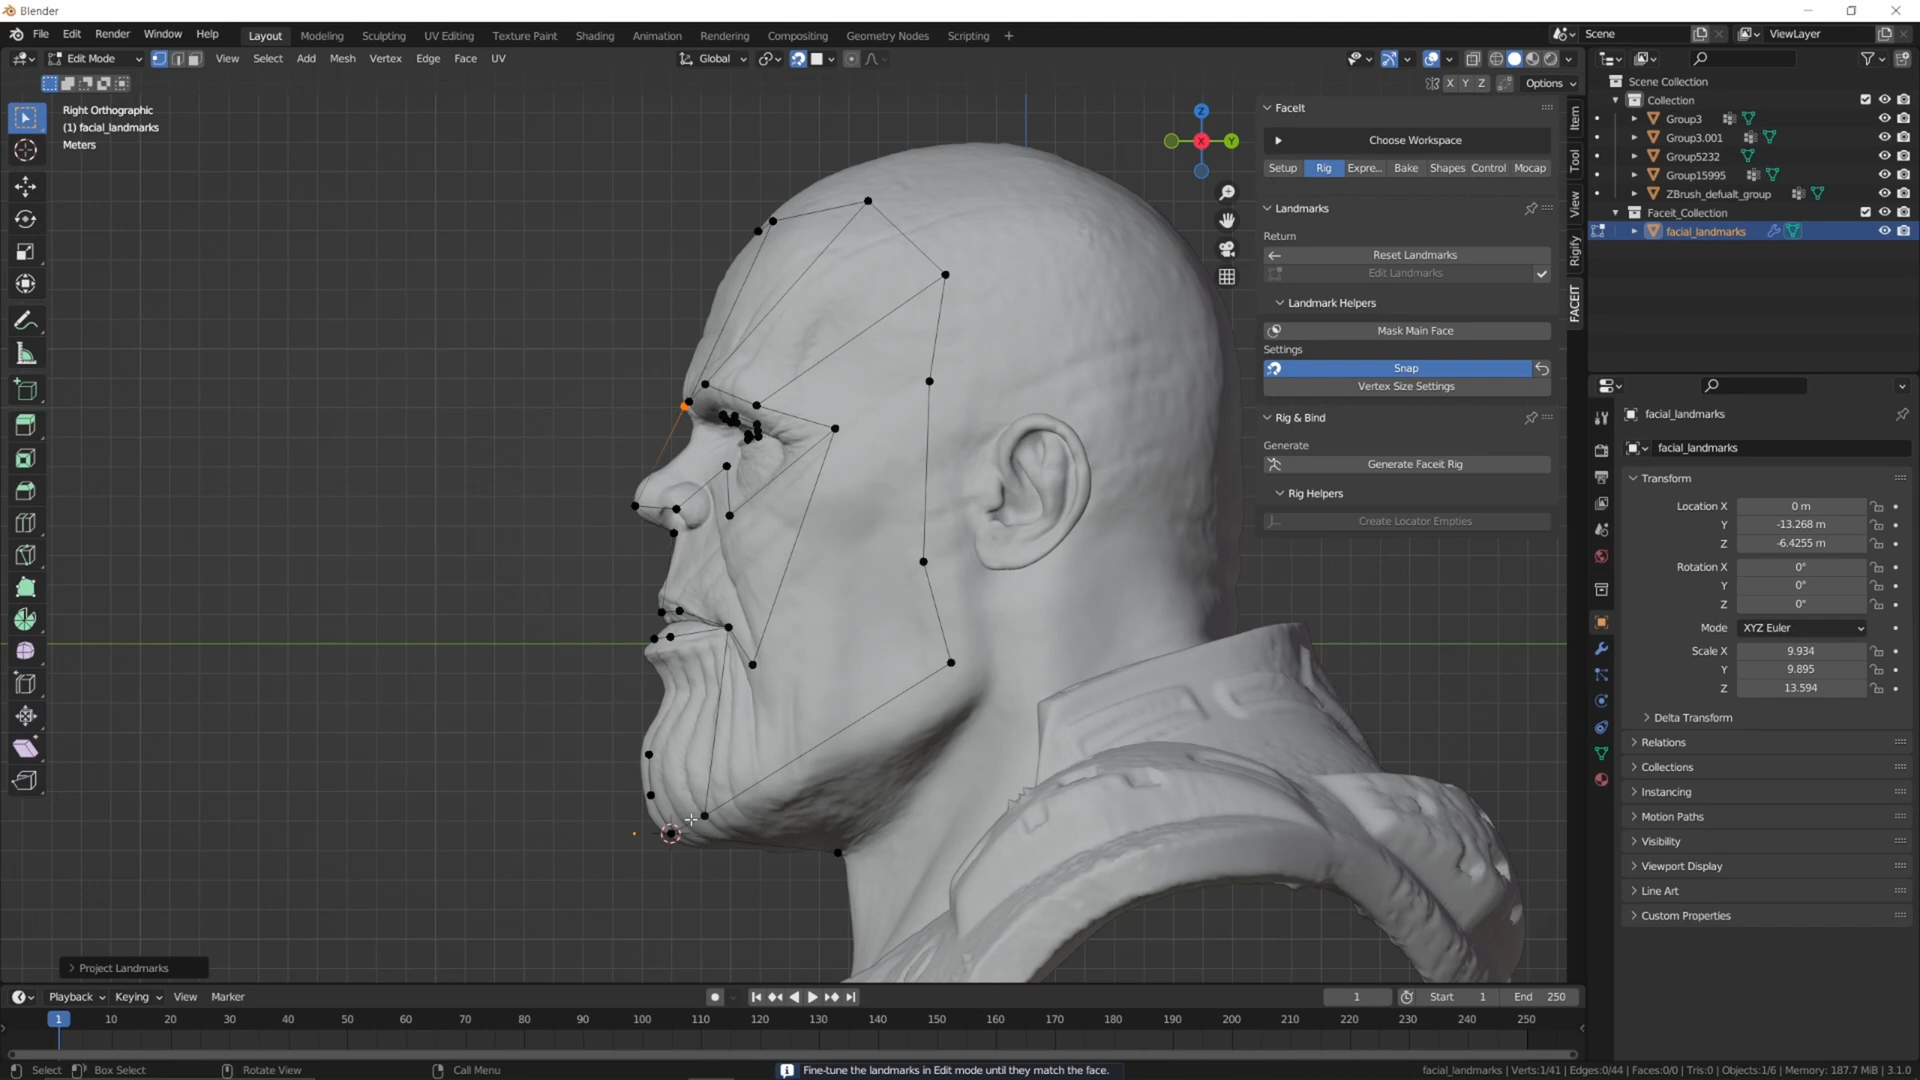 Blender
File Edit Render Window Help Layout Modeling Sculpting UV Editing Texture Paint Shading Animation Rendering Compositing Geometry Nodes Scripting + Scene ViewLayer
Edit Mode View Select Add Mesh Vertex Edge Face UV Global
X Y Z Options
Right Orthographic
(1) facial_landmarks
Meters
Z
X
Y
FaceIt
Choose Workspace
Setup Rig Expre... Bake Shapes Control Mocap
Landmarks
Return
Reset Landmarks
Edit Landmarks
Landmark Helpers
Mask Main Face
Settings
Snap
Vertex Size Settings
Rig & Bind
Generate
Generate Faceit Rig
Rig Helpers
Create Locator Empties
Item
Tool
View
Rigify
FACEIT
Scene Collection
Collection
Group3
Group3.001
Group5232
Group15995
ZBrush_defualt_group
Faceit_Collection
facial_landmarks
facial_landmarks
facial_landmarks
Transform
Location X 0 m
Y -13.268 m
Z -6.4255 m
Rotation X 0°
Y 0°
Z 0°
Mode XYZ Euler
Scale X 9.934
Y 9.895
Z 13.594
Delta Transform
Relations
Collections
Instancing
Motion Paths
Visibility
Viewport Display
Line Art
Custom Properties
Project Landmarks
Playback Keying View Marker 1 Start 1 End 250
1 10 20 30 40 50 60 70 80 90 100 110 120 130 140 150 160 170 180 190 200 210 220 230 240 250
Select Box Select Rotate View Call Menu Fine-tune the landmarks in Edit mode until they match the face. facial_landmarks | Verts:1/41 | Edges:0/44 | Faces:0/0 | Tris:0 | Objects:1/6 | Memory: 187.7 MiB | 3.1.0